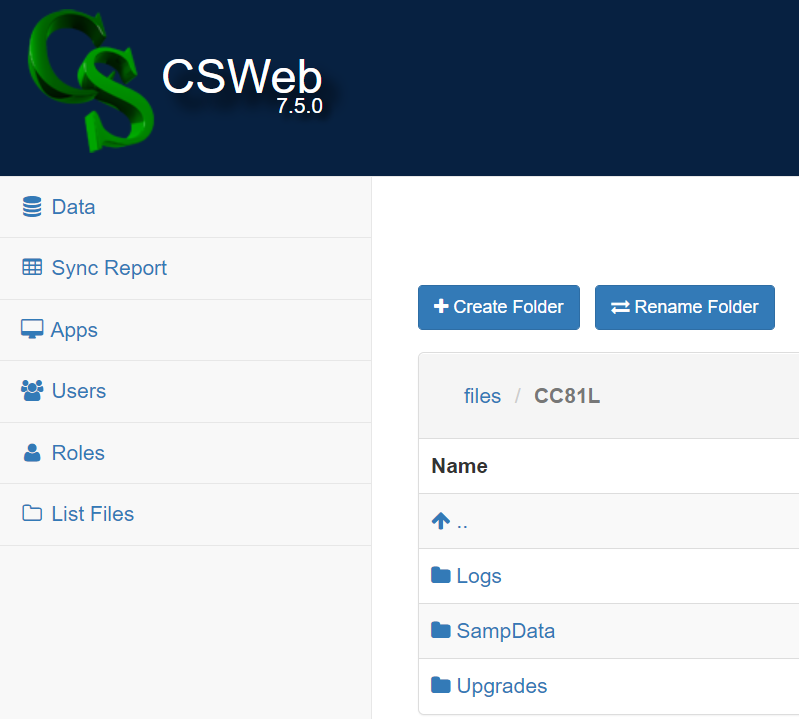 CS
CSWeb
7.5.0
Data
Sync Report
Apps
Users
Roles
List Files
Create Folder
Rename Folder
files / CC81L
Name
..
Logs
SampData
Upgrades